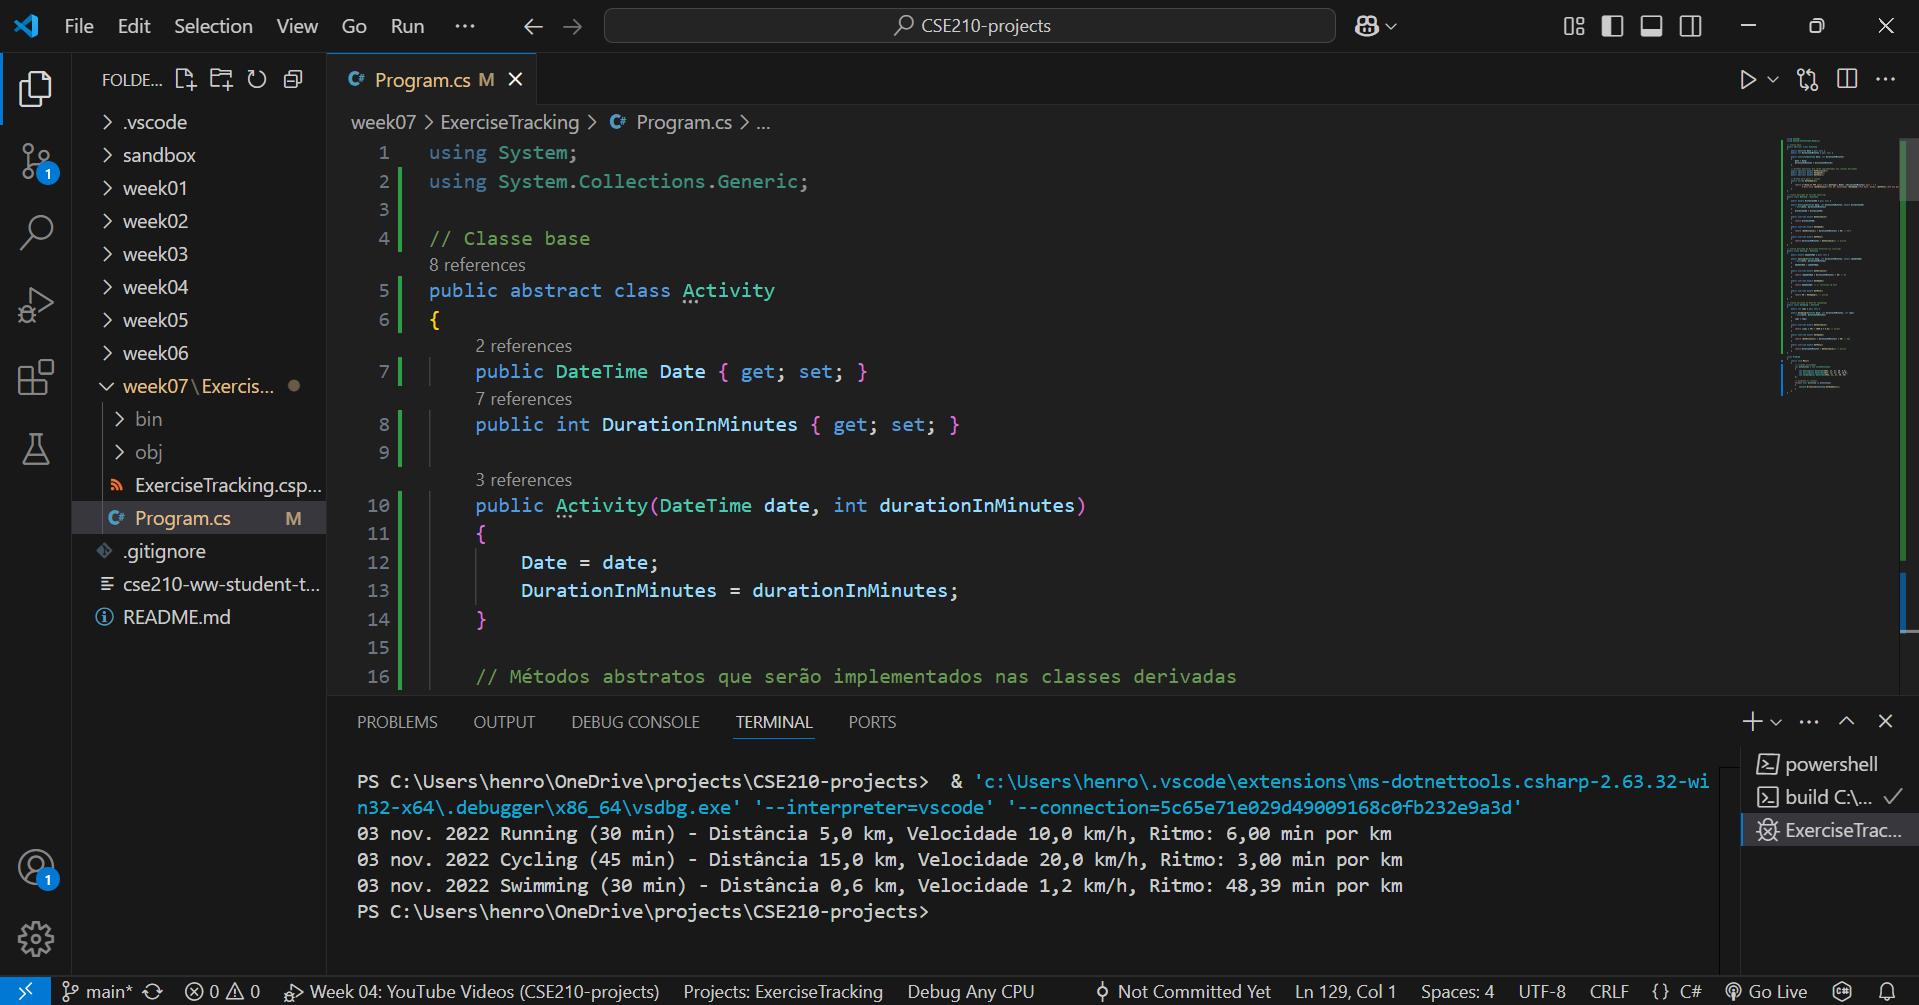 File Edit Selection View Go Run ··· CSE210-projects
FOLDE...
.vscode
sandbox
week01
week02
week03
week04
week05
week06
week07\Exercis...
bin
obj
ExerciseTracking.csp...
Program.cs M
.gitignore
cse210-ww-student-t...
README.md
1
1
Program.cs M
week07 > ExerciseTracking > Program.cs > ...
1 using System;
2 using System.Collections.Generic;
3
4 // Classe base
8 references
5 public abstract class Activity
6 {
2 references
7 public DateTime Date { get; set; }
7 references
8 public int DurationInMinutes { get; set; }
9
3 references
10 public Activity(DateTime date, int durationInMinutes)
11 {
12 Date = date;
13 DurationInMinutes = durationInMinutes;
14 }
15
16 // Métodos abstratos que serão implementados nas classes derivadas
PROBLEMS OUTPUT DEBUG CONSOLE TERMINAL PORTS
PS C:\Users\henro\OneDrive\projects\CSE210-projects> & 'c:\Users\henro\.vscode\extensions\ms-dotnettools.csharp-2.63.32-wi
n32-x64\.debugger\x86_64\vsdbg.exe' '--interpreter=vscode' '--connection=5c65e71e029d49009168c0fb232e9a3d'
03 nov. 2022 Running (30 min) - Distância 5,0 km, Velocidade 10,0 km/h, Ritmo: 6,00 min por km
03 nov. 2022 Cycling (45 min) - Distância 15,0 km, Velocidade 20,0 km/h, Ritmo: 3,00 min por km
03 nov. 2022 Swimming (30 min) - Distância 0,6 km, Velocidade 1,2 km/h, Ritmo: 48,39 min por km
PS C:\Users\henro\OneDrive\projects\CSE210-projects>
powershell
build C:\...
ExerciseTrac...
main* 0 0 Week 04: YouTube Videos (CSE210-projects) Projects: ExerciseTracking Debug Any CPU Not Committed Yet Ln 129, Col 1 Spaces: 4 UTF-8 CRLF {} C# Go Live